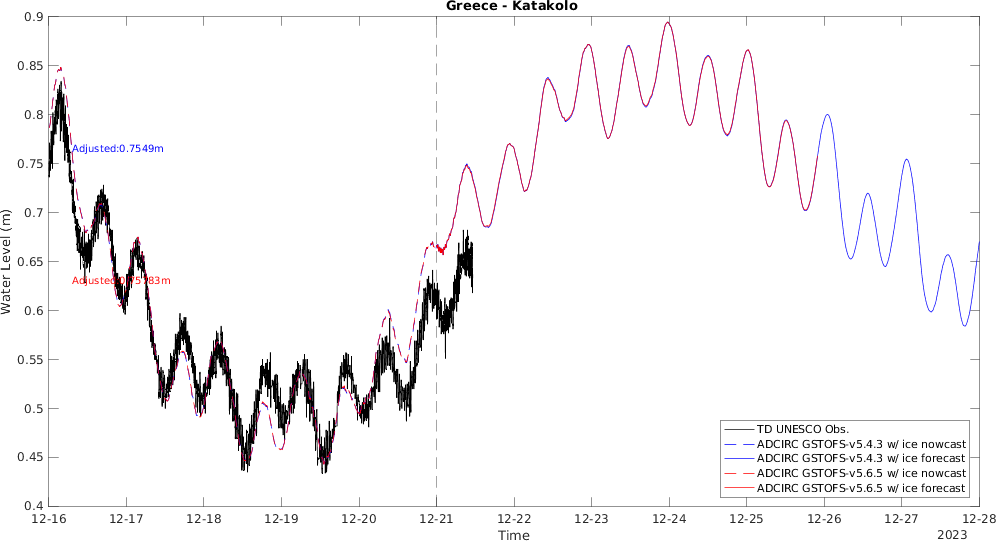 Greece - Katakolo
0.9
0.85
0.8
0.75
0.7
0.65
0.6
0.55
0.5
0.45
0.4
Water Level (m)
Adjusted:0.7549m
TD UNESCO Obs.
ADCIRC GSTOFS-v5.4.3 w/ ice nowcast
ADCIRC GSTOFS-v5.4.3 w/ ice forecast
ADCIRC GSTOFS-v5.6.5 w/ ice nowcast
ADCIRC GSTOFS-v5.6.5 w/ ice forecast
12-16 12-17 12-18 12-19 12-20 12-21 12-22 12-23 12-24 12-25 12-26 12-27 12-28
Time
2023